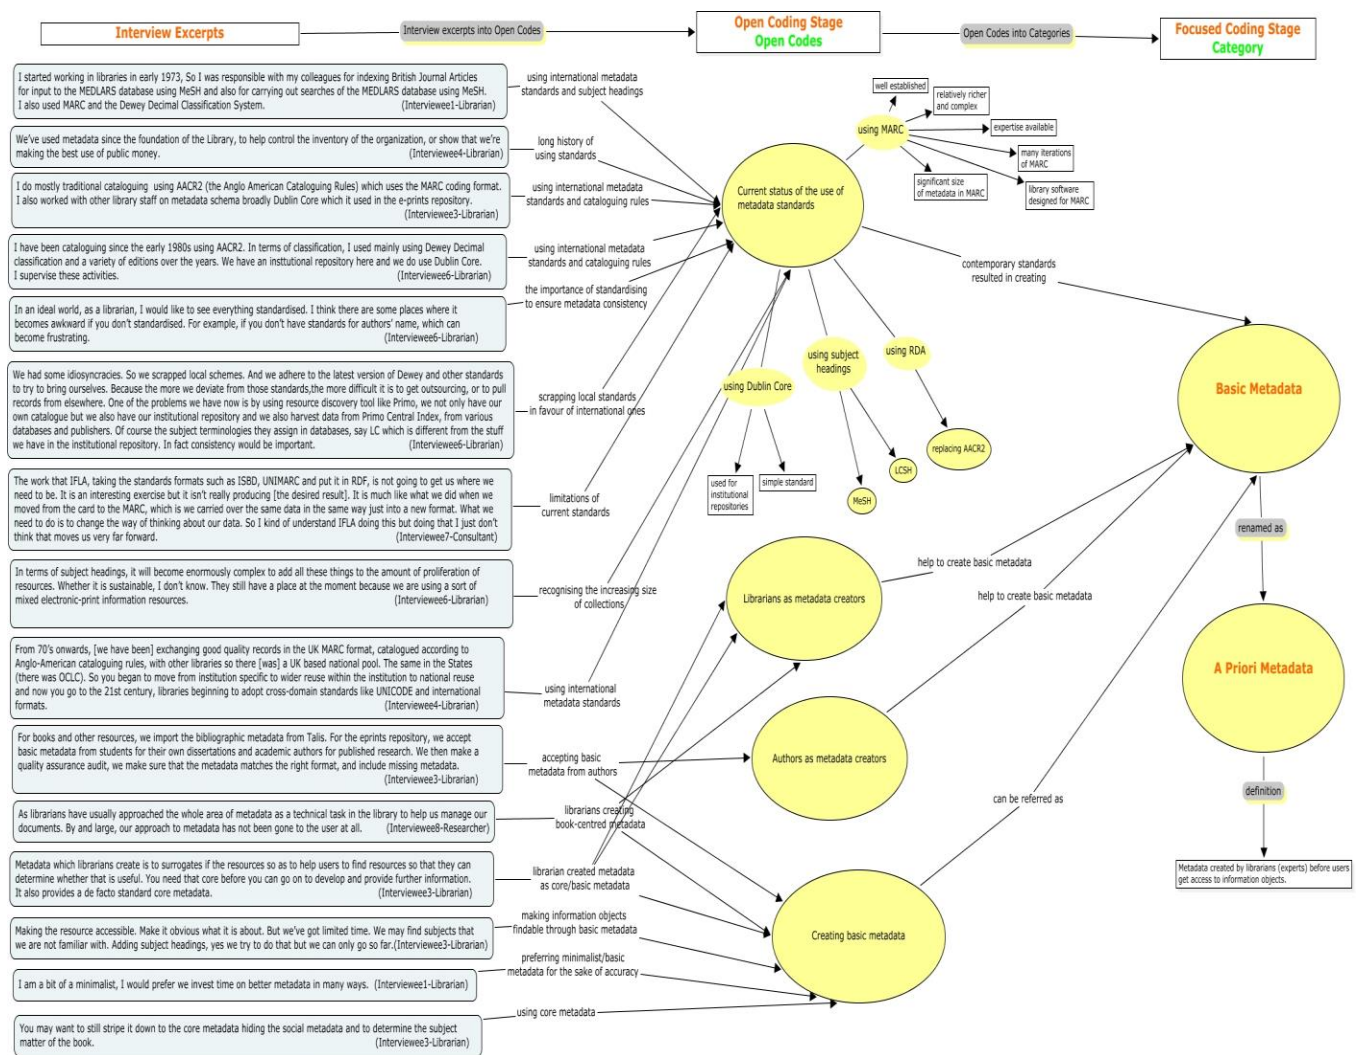 Interview Excerpts
Interview excerpts into Open Codes
Open Coding Stage
Open Codes
Open Codes into Categories
Focused Coding Stage
Category
I started working in libraries in early 1973, So I was responsible with my colleagues for indexing British Journal Articles
for input to the MEDLARS database using MeSH and also for carrying out searches of the MEDLARS database using MeSH.
I also used MARC and the Dewey Decimal Classification System. (Interviewee1-Librarian)
We've used metadata since the foundation of the Library, to help control the inventory of the organization, or show that we're
making the best use of public money. (Interviewee4-Librarian)
I do mostly traditional cataloguing using AACR2 (the Anglo American Cataloguing Rules) which uses the MARC coding format.
I also worked with other library staff on metadata schema broadly Dublin Core which it used in the e-prints repository.
(Interviewee3-Librarian)
I have been cataloguing since the early 1980s using AACR2. In terms of classification, I used mainly using Dewey Decimal
classification and a variety of editions over the years. We have an insttutional repository here and we do use Dublin Core.
I supervise these activities. (Interviewee6-Librarian)
In an ideal world, as a librarian, I would like to see everything standardised. I think there are some places where it
becomes awkward if you don't standardised. For example, if you don't have standards for authors' name, which can
become frustrating. (Interviewee6-Librarian)
We had some idiosyncracies. So we scrapped local schemes. And we adhere to the latest version of Dewey and other standards
to try to bring ourselves. Because the more we deviate from those standards,the more difficult it is to get outsourcing, or to pull
records from elsewhere. One of the problems we have now is by using resource discovery tool like Primo, we not only have our
own catalogue but we also have our institutional repository and we also harvest data from Primo Central Index, from various
databases and publishers. Of course the subject terminologies they assign in databases, say LC which is different from the stuff
we have in the institutional repository. In fact consistency would be important. (Interviewee6-Librarian)
The work that IFLA, taking the standards formats such as ISBD, UNIMARC and put it in RDF, is not going to get us where we
need to be. It is an interesting exercise but it isn't really producing [the desired result]. It is much like what we did when we
moved from the card to the MARC, which is we carried over the same data in the same way just into a new format. What we
need to do is to change the way of thinking about our data. So I kind of understand IFLA doing this but doing that I just don't
think that moves us very far forward. (Interviewee7-Consultant)
In terms of subject headings, it will become enormously complex to add all these things to the amount of proliferation of
resources. Whether it is sustainable, I don't know. They still have a place at the moment because we are using a sort of
mixed electronic-print information resources. (Interviewee6-Librarian)
From 70's onwards, [we have been] exchanging good quality records in the UK MARC format, catalogued according to
Anglo-American cataloguing rules, with other libraries so there [was] a UK based national pool. The same in the States
(there was OCLC). So you began to move from institution specific to wider reuse within the institution to national reuse
and now you go to the 21st century, libraries beginning to adopt cross-domain standards like UNICODE and international
formats. (Interviewee4-Librarian)
For books and other resources, we import the bibliographic metadata from Talis. For the eprints repository, we accept
basic metadata from students for their own dissertations and academic authors for published research. We then make a
quality assurance audit, we make sure that the metadata matches the right format, and include missing metadata.
(Interviewee3-Librarian)
As librarians have usually approached the whole area of metadata as a technical task in the library to help us manage our
documents. By and large, our approach to metadata has not been gone to the user at all. (Interviewee8-Researcher)
Metadata which librarians create is to surrogates if the resources so as to help users to find resources so that they can
determine whether that is useful. You need that core before you can go on to develop and provide further information.
It also provides a de facto standard core metadata. (Interviewee3-Librarian)
Making the resource accessible. Make it obvious what it is about. But we've got limited time. We may find subjects that
we are not familiar with. Adding subject headings, yes we try to do that but we can only go so far.(Interviewee3-Librarian)
I am a bit of a minimalist, I would prefer we invest time on better metadata in many ways. (Interviewee1-Librarian)
You may want to still stripe it down to the core metadata hiding the social metadata and to determine the subject
matter of the book. (Interviewee3-Librarian)
using international metadata
standards and subject headings
long history of
using standards
using international metadata
standards and cataloguing rules
using international metadata
standards and cataloguing rules
the importance of standardising
to ensure metadata consistency
scrapping local standards
in favour of international ones
limitations of
current standards
recognising the increasing size
of collections
using international
metadata standards
accepting basic
metadata from authors
librarians creating
book-centred metadata
librarian created metadata
as core/basic metadata
making information objects
findable through basic metadata
preferring minimalist/basic
metadata for the sake of accuracy
using core metadata
Current status of the use of
metadata standards
using MARC
well established
relatively richer
and complex
expertise available
many iterations
of MARC
library software
designed for MARC
significant size
of metadata in MARC
using Dublin Core
used for
institutional
repositories
simple standard
using subject
headings
MeSH
LCSH
using RDA
replacing AACR2
Librarians as metadata creators
Authors as metadata creators
Creating basic metadata
contemporary standards
resulted in creating
help to create basic metadata
help to create basic metadata
can be referred as
Basic Metadata
renamed as
A Priori Metadata
definition
Metadata created by librarians (experts) before users
get access to information objects.